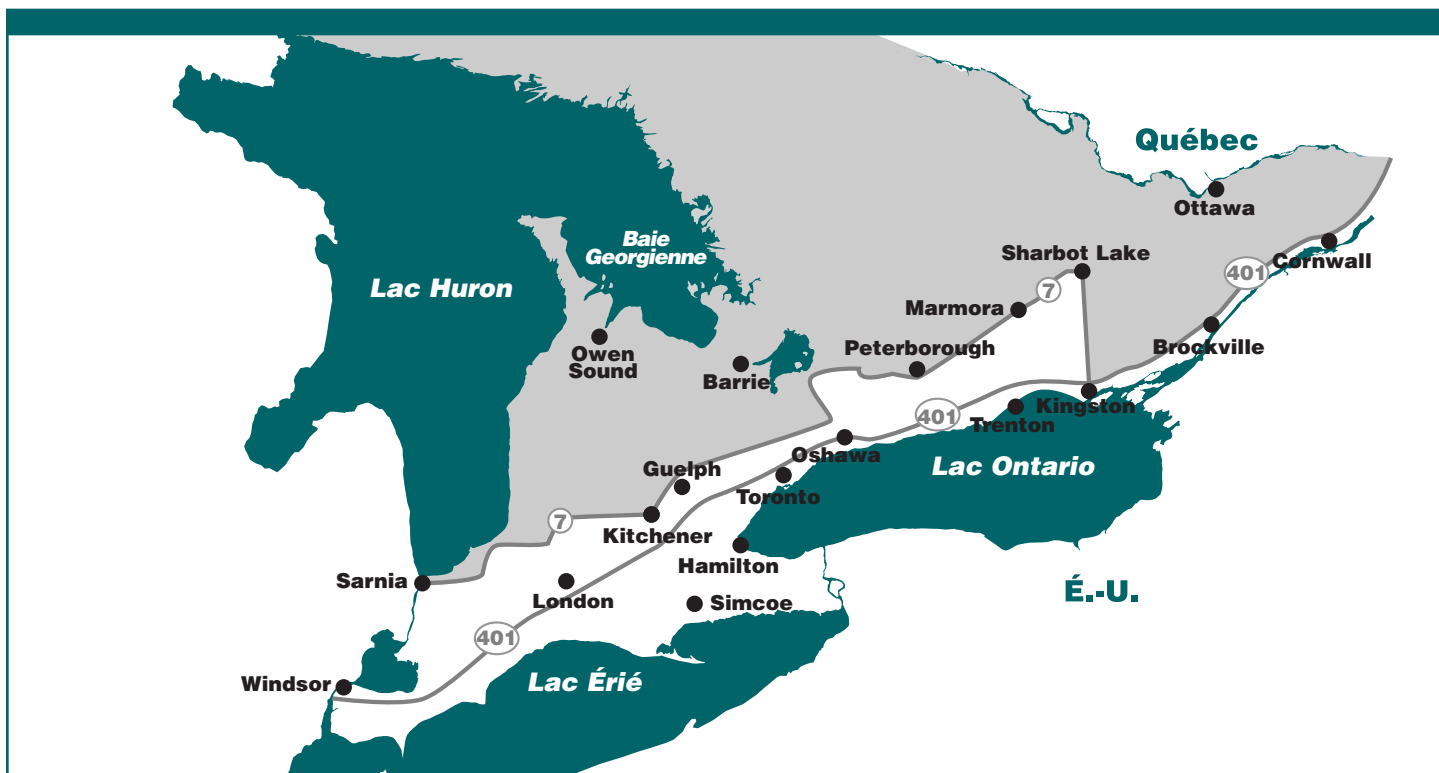 Québec
Ottawa
Sharbot Lake
Baie
Georgienne
401
Cornwall
Lac Huron
7
Marmora
Brockville
Peterborough
Owen
Sound
Barrie
Kingston
401
Trenton
Oshawa
Lac Ontario
Guelph
Toronto
7
Kitchener
Hamilton
Sarnia
London
Simcoe
É.-U.
401
Windsor
Lac Érié